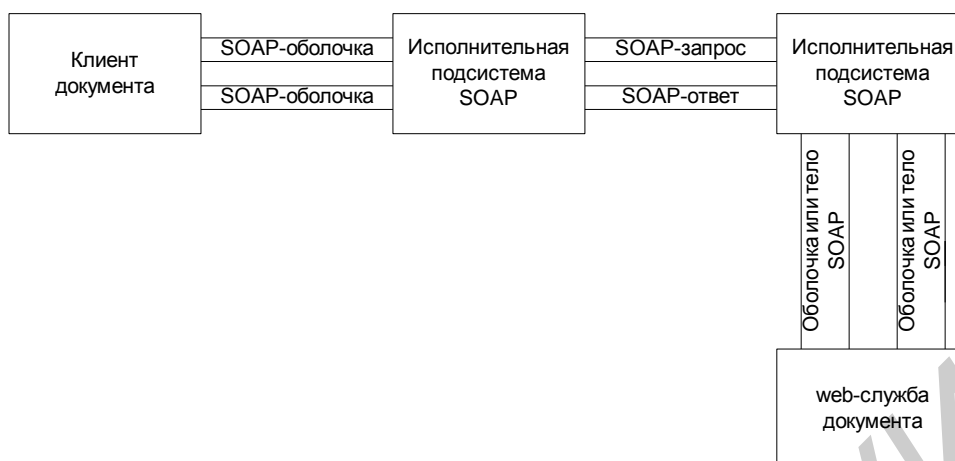 Клиент
документа
SOAP-оболочка
SOAP-оболочка
Исполнительная
подсистема
SOAP
SOAP-запрос
SOAP-ответ
Исполнительная
подсистема
SOAP
Оболочка или тело
SOAP
Оболочка или тело
SOAP
web-служба
документа